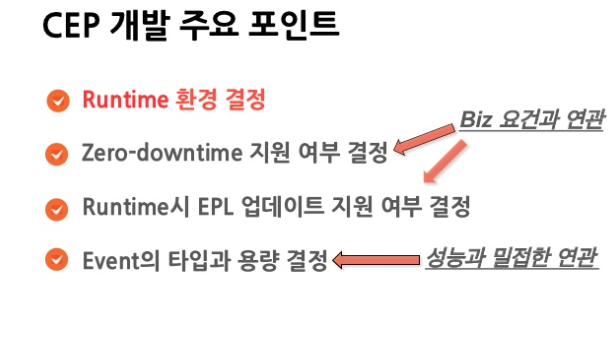 CEP 개발 주요 포인트
Runtime 환경 결정
Biz 요건과 연관
Zero-downtime 지원 여부 결정
Runtime시 EPL 업데이트 지원 여부 결정
Event의 타입과 용량 결정
성능과 밀접한 연관